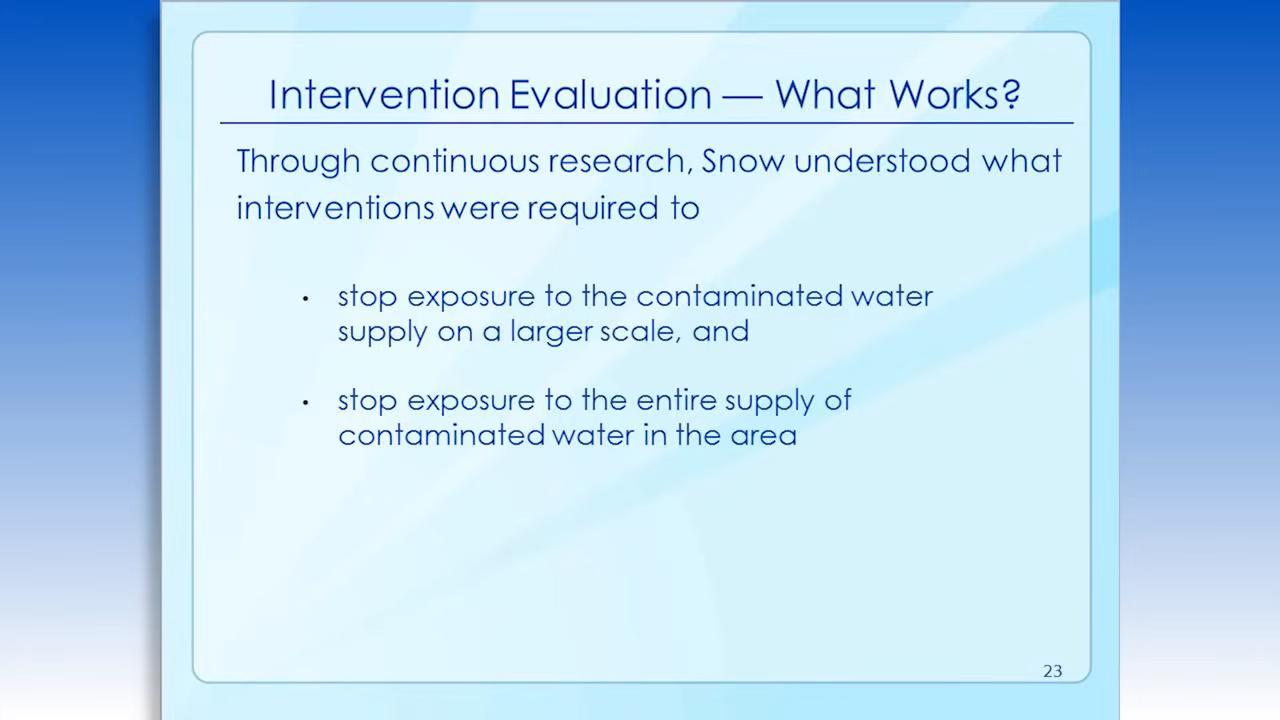 Intervention Evaluation — What Works?
Through continuous research, Snow understood what
interventions were required to
• stop exposure to the contaminated water
supply on a larger scale, and
• stop exposure to the entire supply of
contaminated water in the area
23